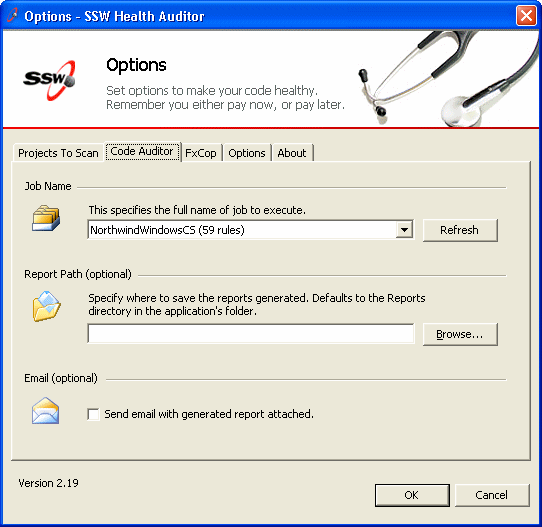 Options - SSW Health Auditor
SSW
Options
Set options to make your code healthy.
Remember you either pay now, or pay later.
Projects To Scan Code Auditor FxCop Options About
Job Name
This specifies the full name of job to execute.
NorthwindWindowsCS (59 rules) Refresh
Report Path (optional)
Specify where to save the reports generated. Defaults to the Reports
directory in the application's folder.
Browse...
Email (optional)
Send email with generated report attached.
Version 2.19
OK Cancel